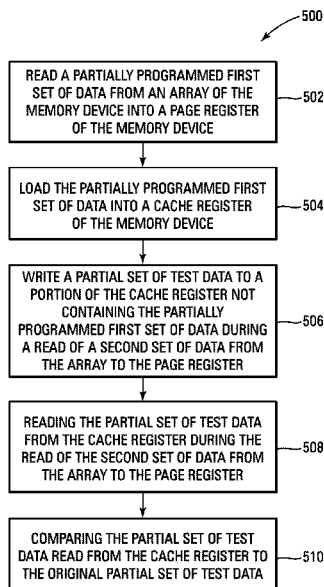 500
READ A PARTIALLY PROGRAMMED FIRST
SET OF DATA FROM AN ARRAY OF
THE MEMORY DEVICE INTO A PAGE REGISTER
OF THE MEMORY DEVICE
502
LOAD THE PARTIALLY PROGRAMMED FIRST
SET OF DATA INTO A CACHE REGISTER
OF THE MEMORY DEVICE
504
WRITE A PARTIAL SET OF TEST DATA TO A
PORTION OF THE CACHE REGISTER NOT
CONTAINING THE PARTIALLY
PROGRAMMED FIRST SET OF DATA DURING
A READ OF A SECOND SET OF DATA FROM
THE ARRAY TO THE PAGE REGISTER
506
READING THE PARTIAL SET OF TEST DATA
FROM THE CACHE REGISTER DURING THE
READ OF THE SECOND SET OF DATA FROM
THE ARRAY TO THE PAGE REGISTER
508
COMPARING THE PARTIAL SET OF TEST
DATA READ FROM THE CACHE REGISTER TO
THE ORIGINAL PARTIAL SET OF TEST DATA
510